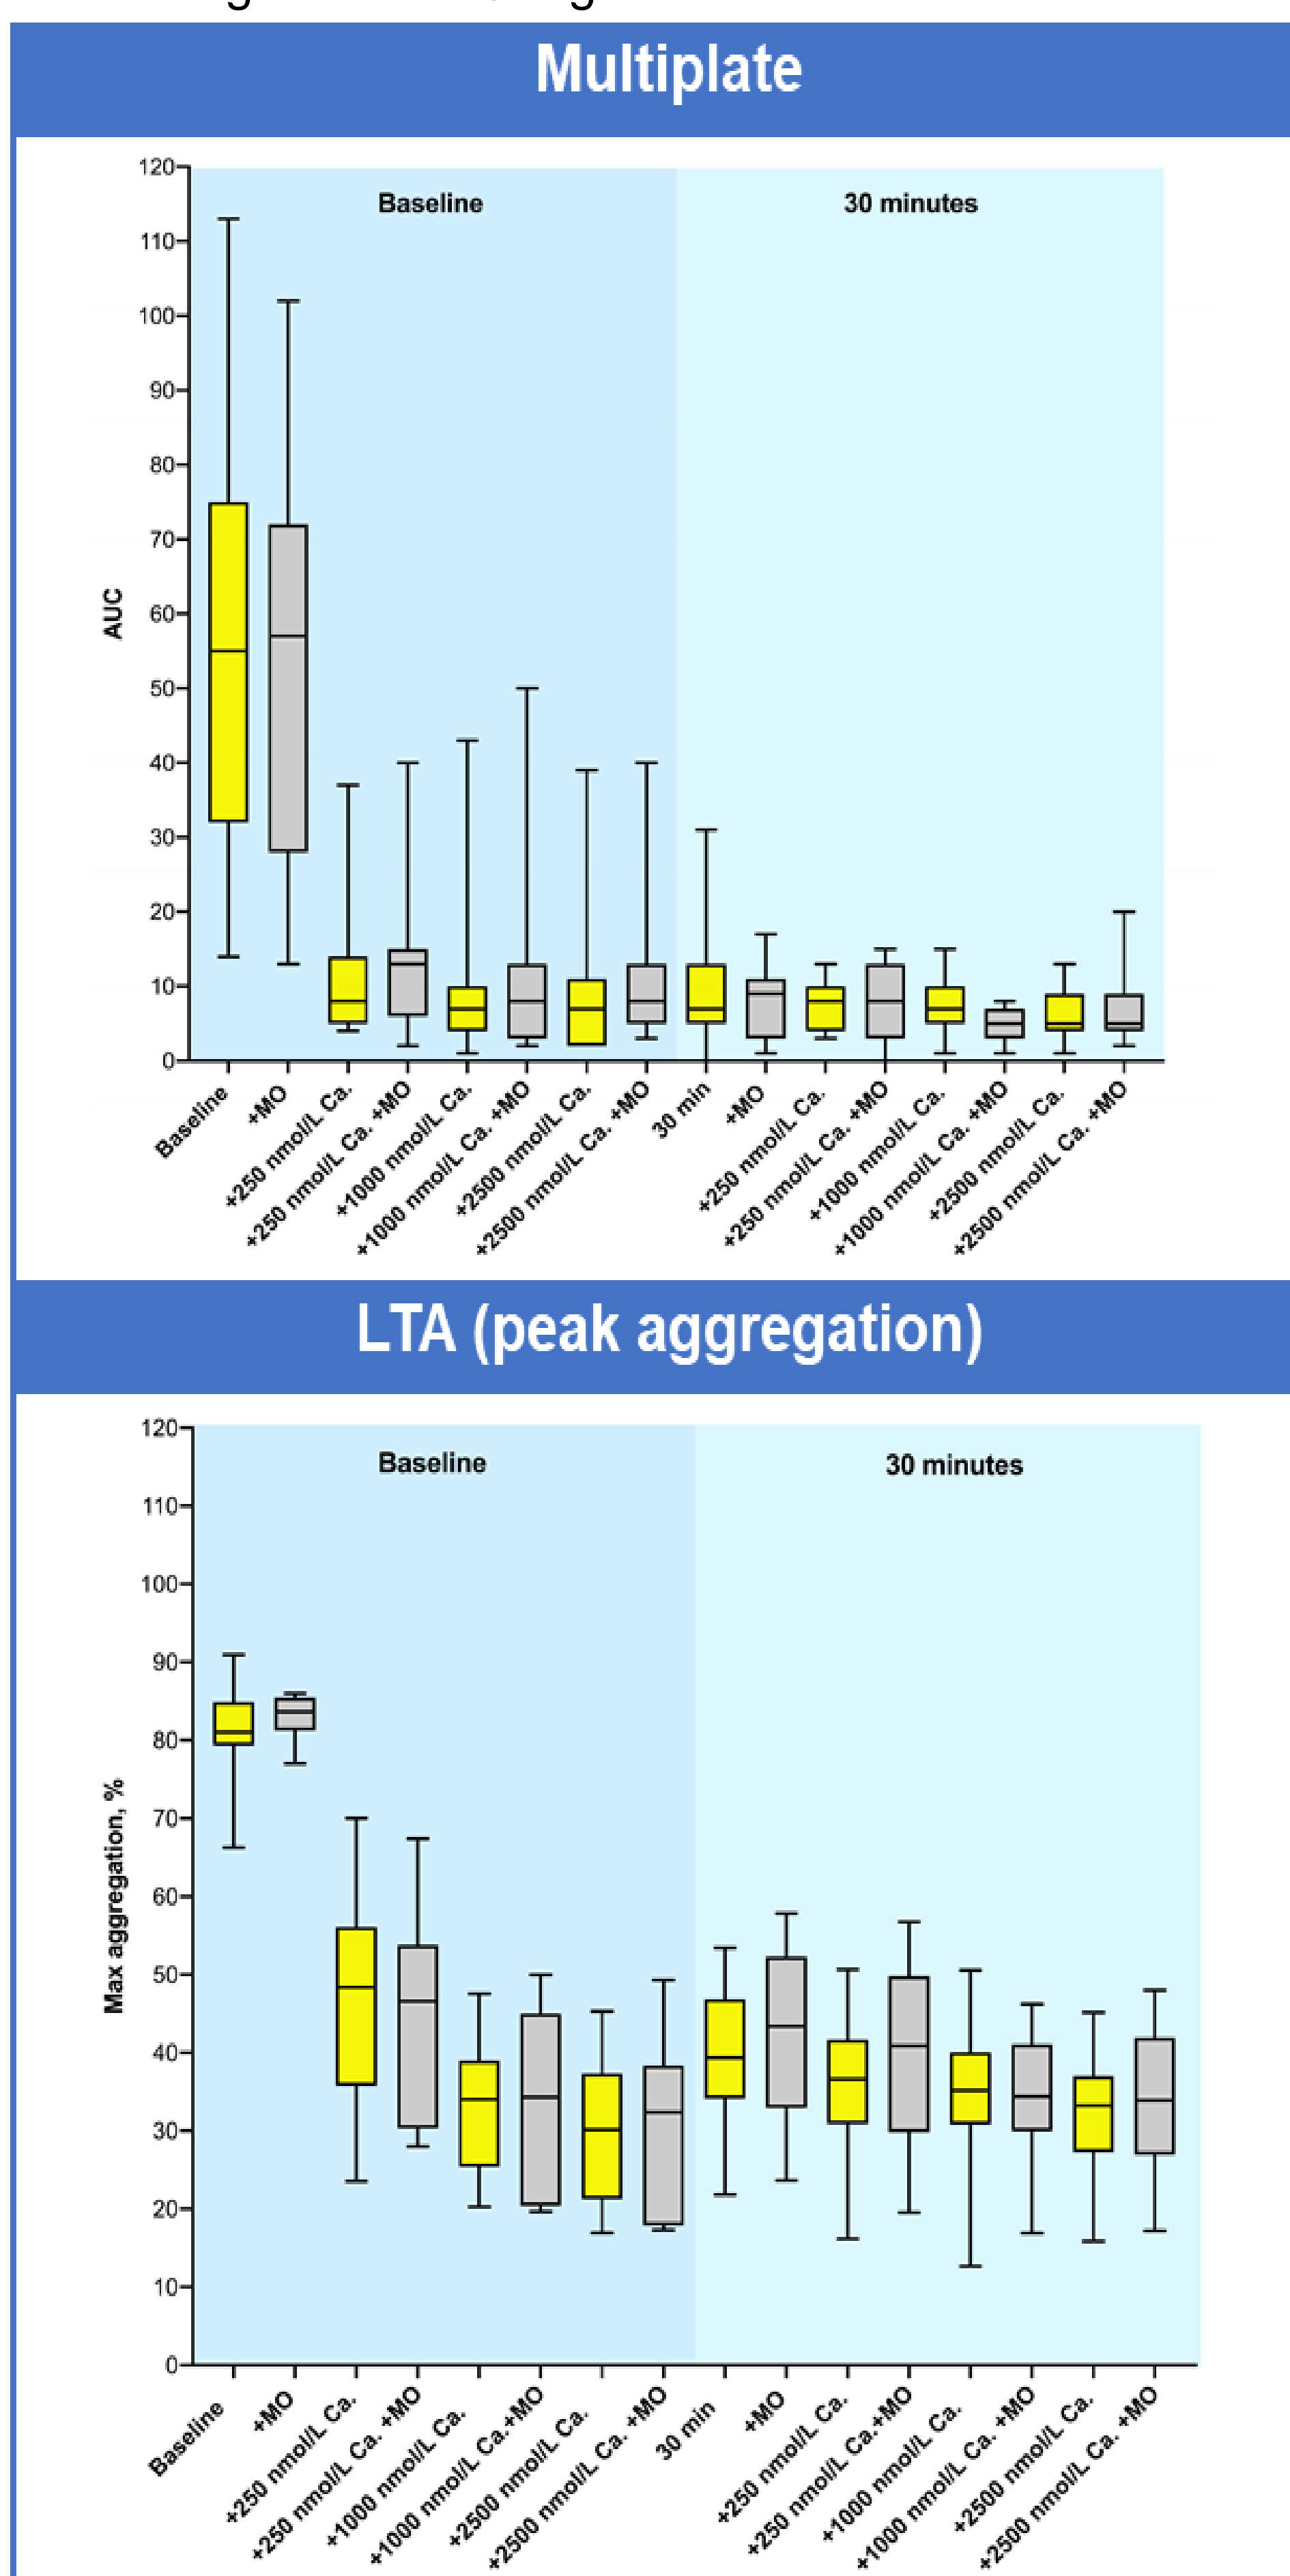 Multiplate
120
110
100
90
80
70
60
50
40
30
20
10
0
AUC
Baseline
30 minutes
Baseline
+MO
+250 nmol/L Ca.
+250 nmol/L Ca. +MO
+1000 nmol/L Ca.
+1000 nmol/L Ca. +MO
+2500 nmol/L Ca.
+2500 nmol/L Ca. +MO
30 min
+MO
+250 nmol/L Ca.
+250 nmol/L Ca. +MO
+1000 nmol/L Ca.
+1000 nmol/L Ca. +MO
+2500 nmol/L Ca.
+2500 nmol/L Ca. +MO
LTA (peak aggregation)
120
110
100
90
80
70
60
50
40
30
20
10
0
Max aggregation, %
Baseline
30 minutes
Baseline
+MO
+250 nmol/L Ca.
+250 nmol/L Ca. +MO
+1000 nmol/L Ca.
+1000 nmol/L Ca.+MO
+2500 nmol/L Ca.
+2500 nmol/L Ca. +MO
30 min
+MO
+250 nmol/L Ca.
+250 nmol/L Ca.+MO
+1000 nmol/L Ca.
+1000 nmol/L Ca. +MO
+2500 nmol/L Ca.
+2500 nmol/L Ca. +MO